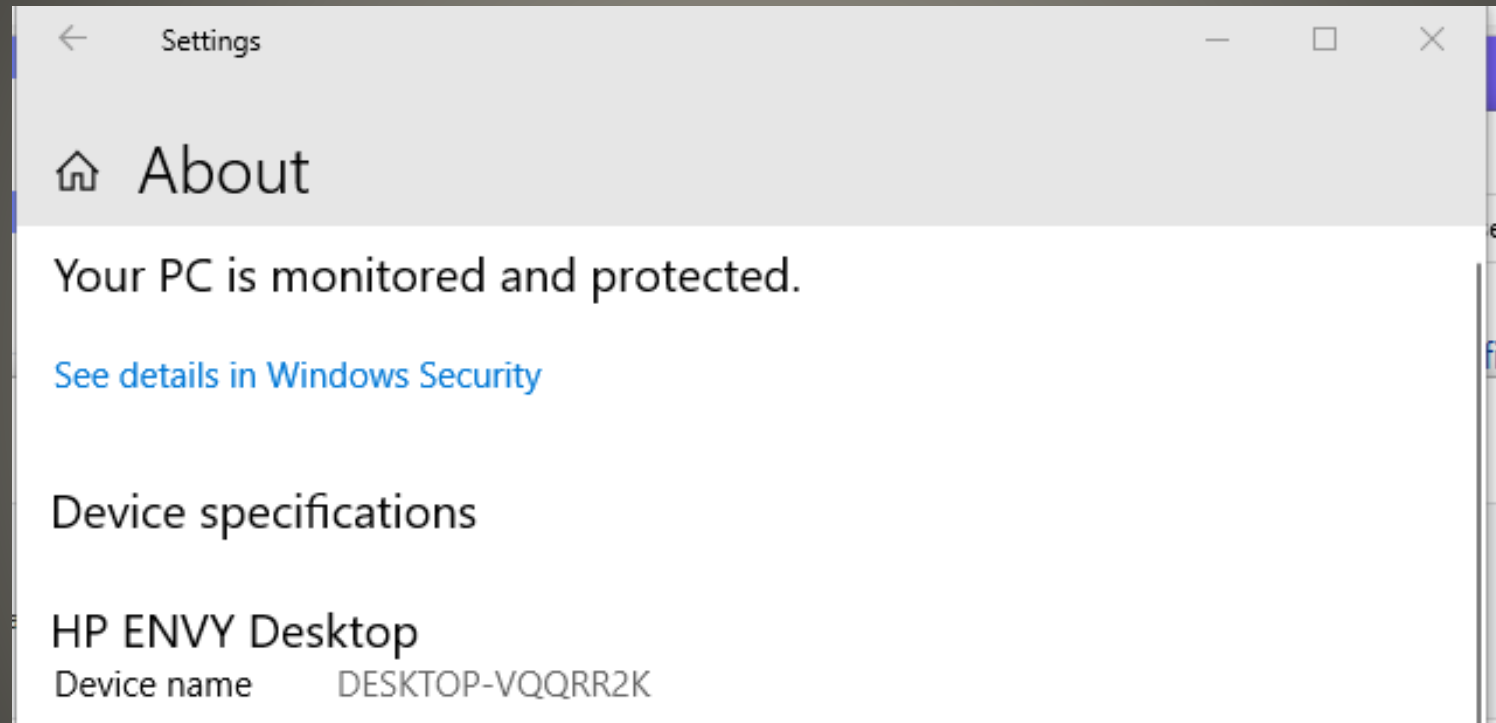 Settings
About
Your PC is monitored and protected.
See details in Windows Security
Device specifications
HP ENVY Desktop
Device name DESKTOP-VQQRR2K